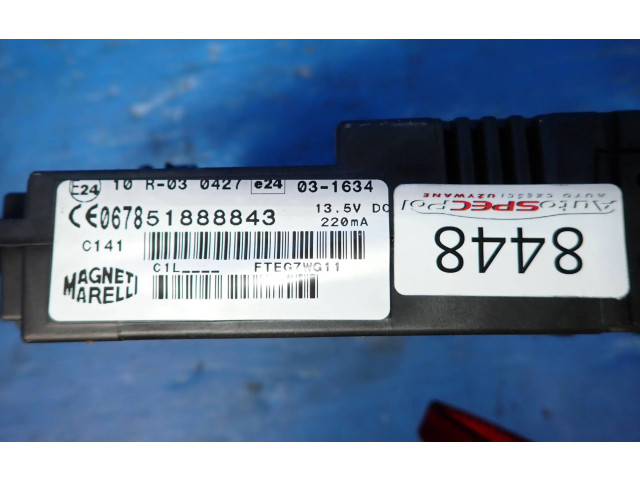 E24 10 R-03 0427 e24 03-1634
CE0678 51888843 13.5V DC
220mA
C141
C1L____ FTEGZWG11
MAGNETI
MARELLI
AutoSPECPol
AUTO CZĘŚCI UŻYWANE
8448